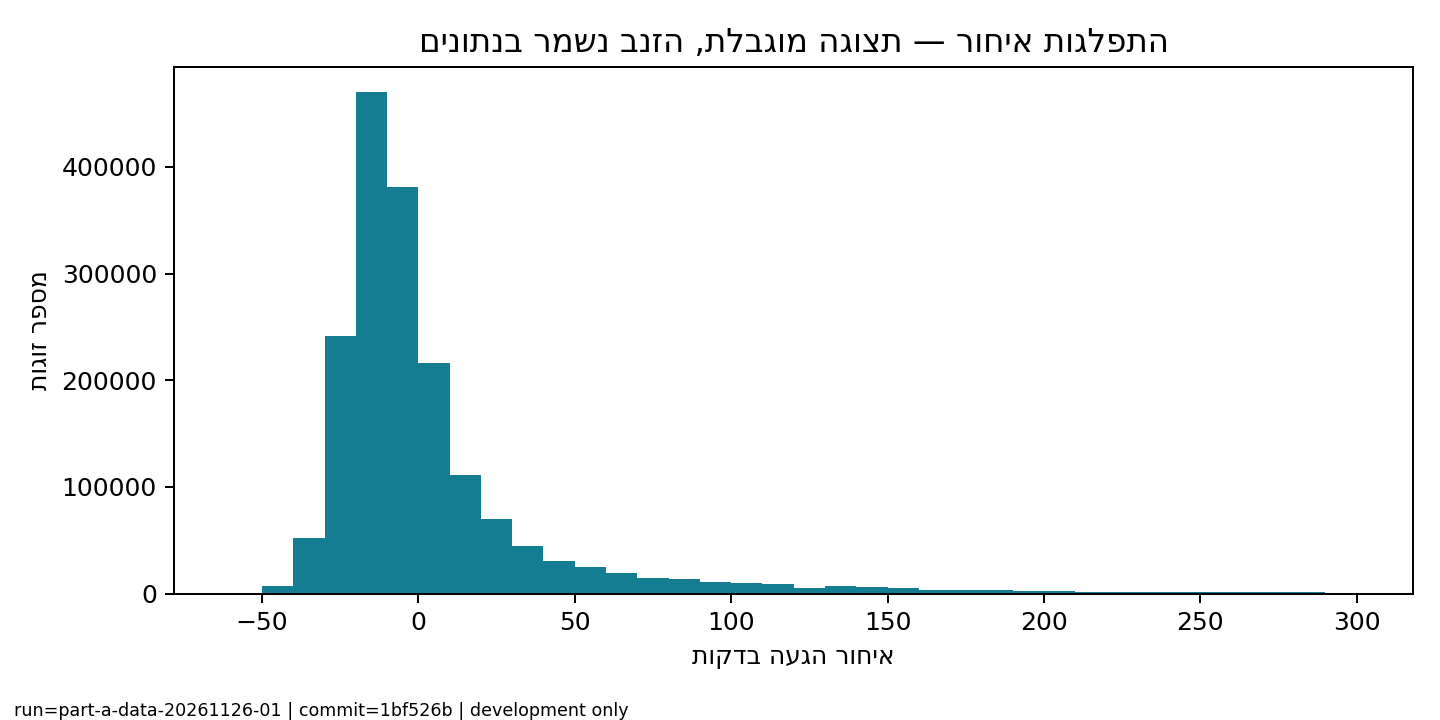 התפלגות איחור — תצוגה מוגבלת, הזנב נשמר בנתונים
מספר זוגות
400000
300000
200000
100000
0
−50 0 50 100 150 200 250 300
איחור הגעה בדקות
run=part-a-data-20261126-01 | commit=1bf526b | development only